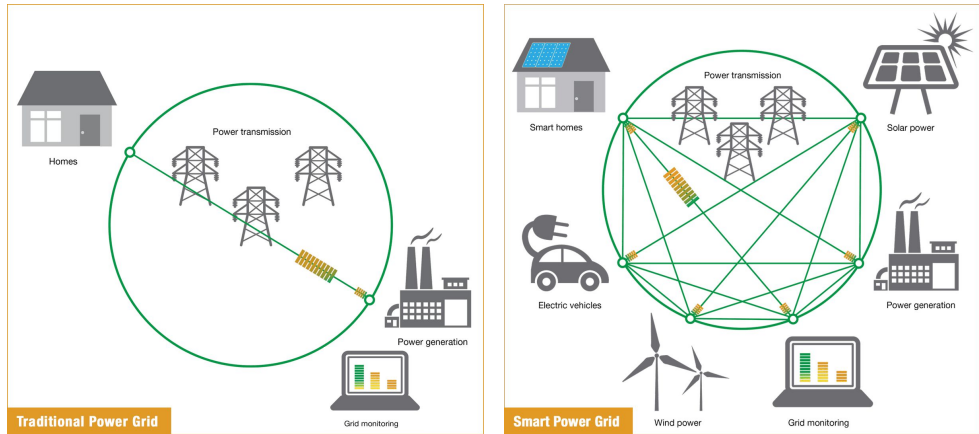 Homes
Power transmission
Power generation
Grid monitoring
Traditional Power Grid
Smart homes
Power transmission
Solar power
Electric vehicles
Power generation
Wind power
Grid monitoring
Smart Power Grid